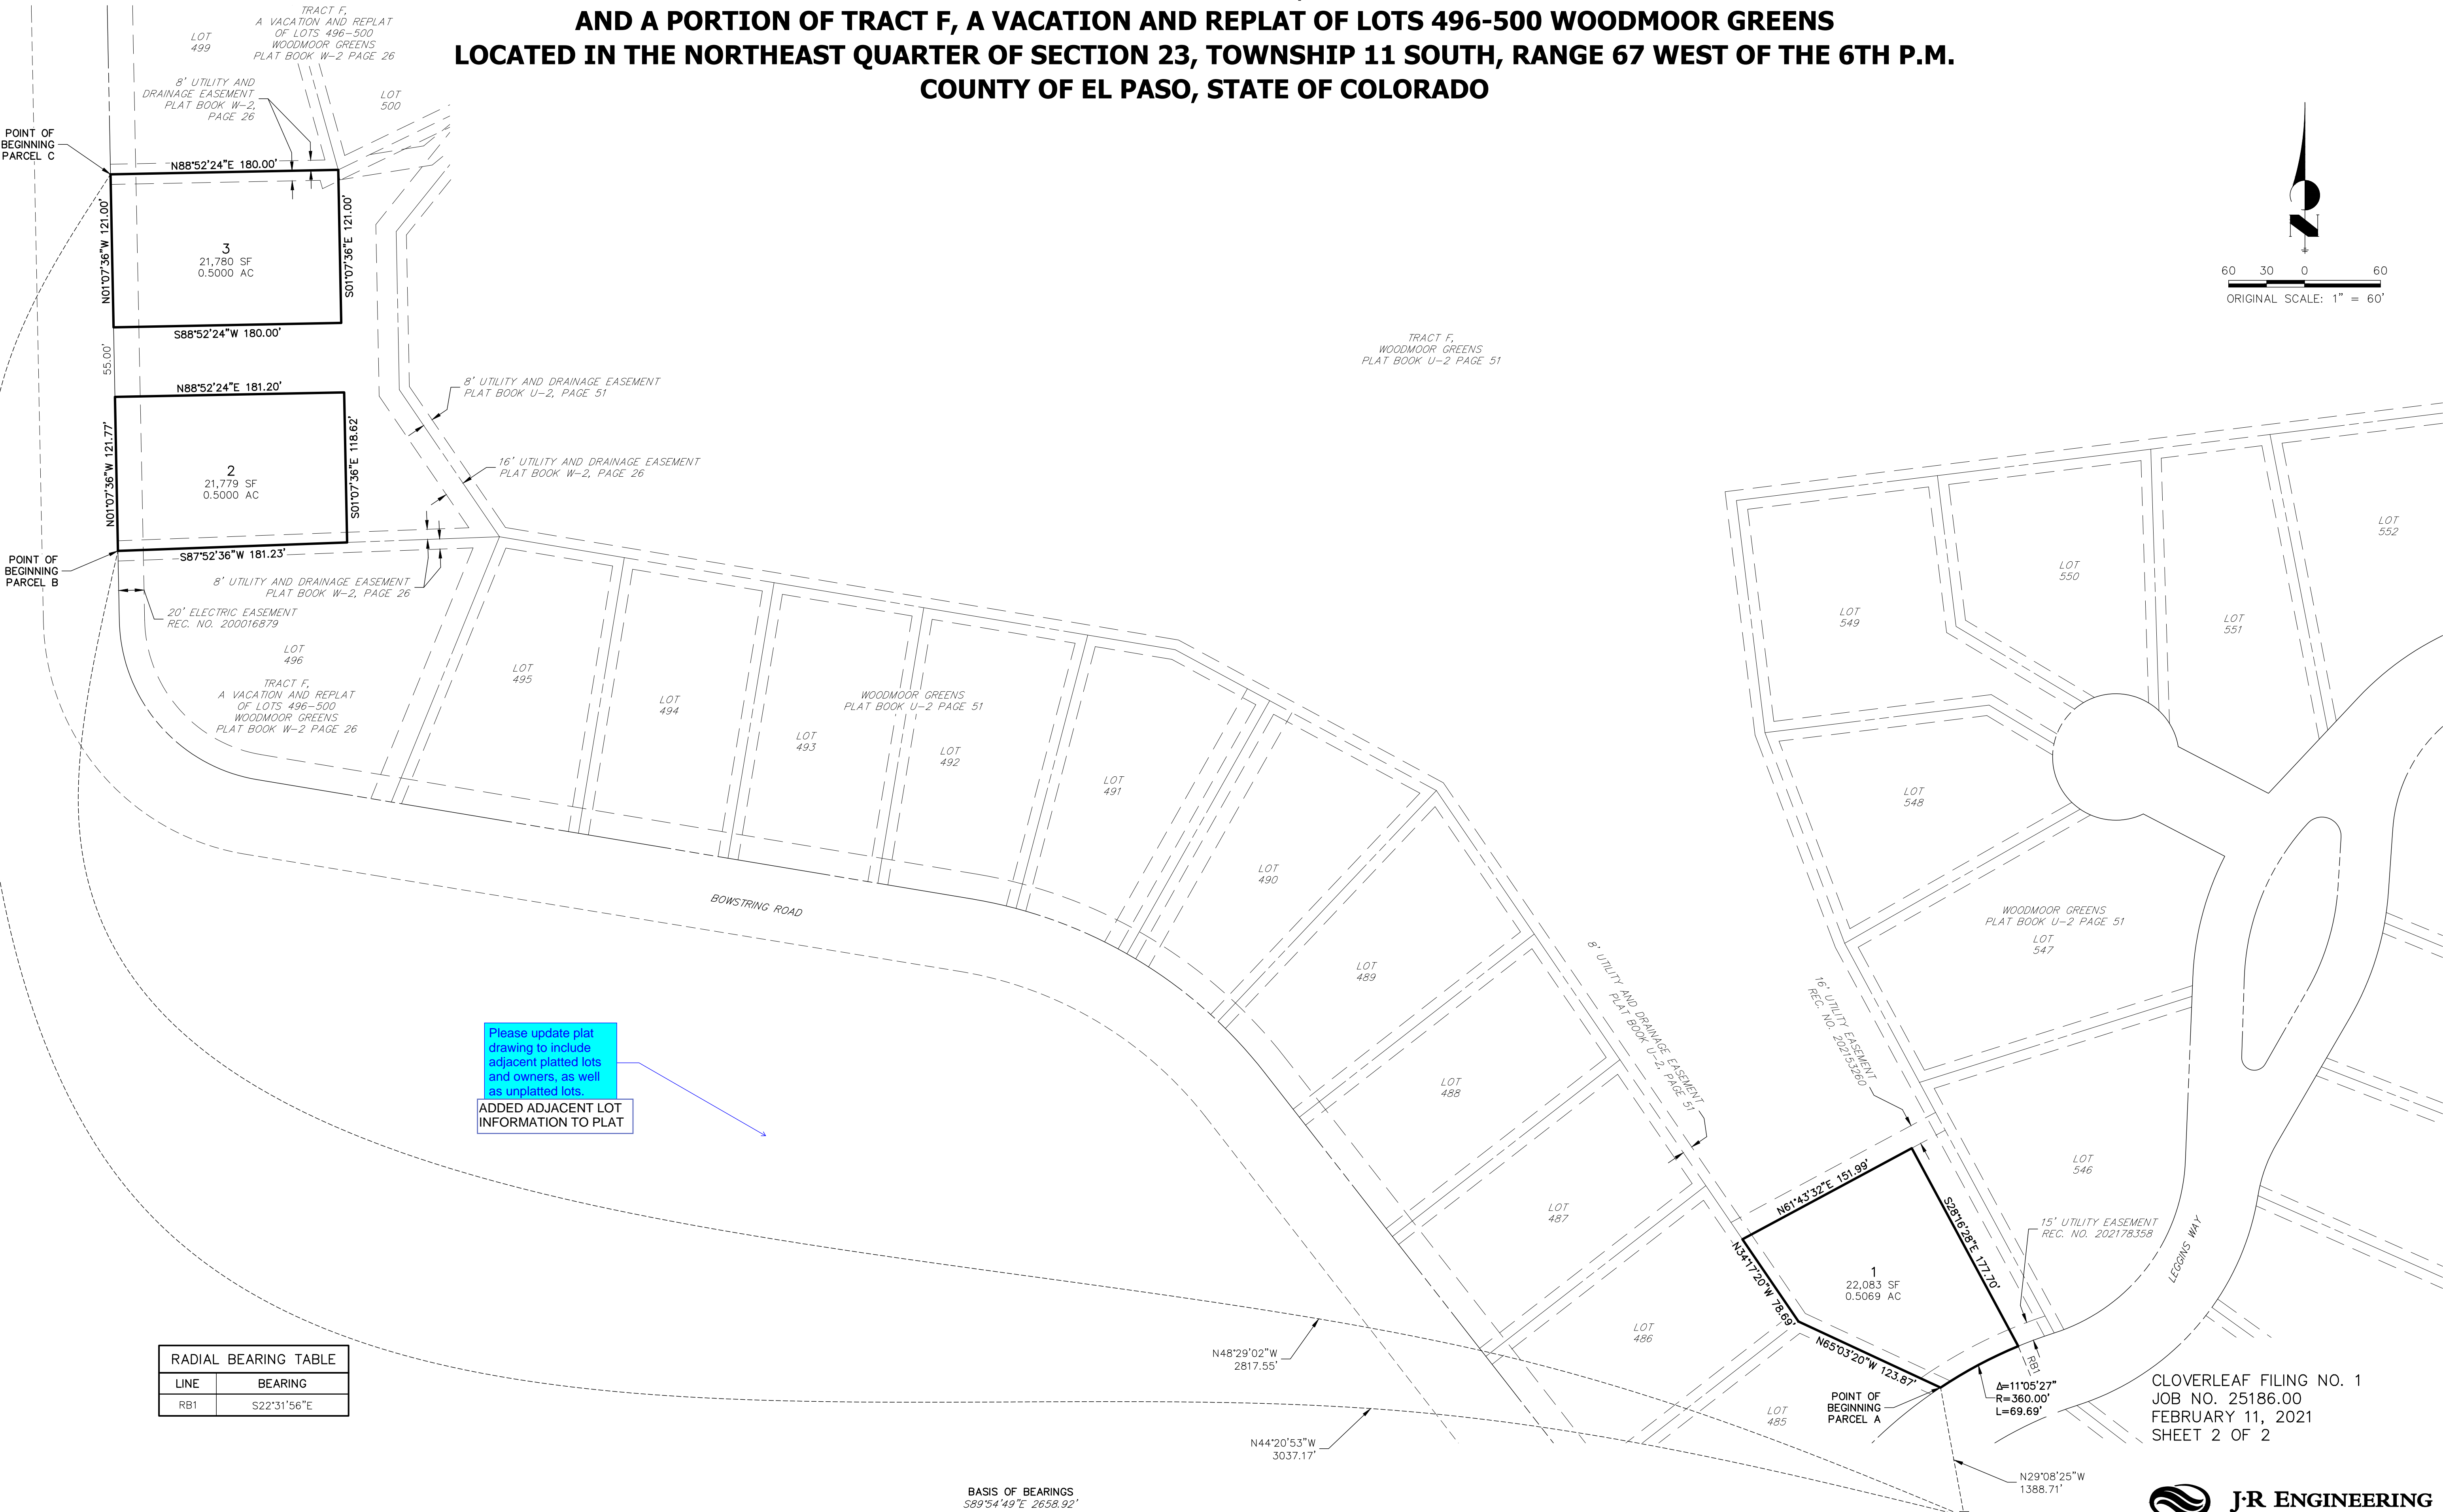 AND A PORTION OF TRACT F, A VACATION AND REPLAT OF LOTS 496-500 WOODMOOR GREENS
LOCATED IN THE NORTHEAST QUARTER OF SECTION 23, TOWNSHIP 11 SOUTH, RANGE 67 WEST OF THE 6TH P.M.
COUNTY OF EL PASO, STATE OF COLORADO
TRACT F,
A VACATION AND REPLAT
OF LOTS 496-500
WOODMOOR GREENS
PLAT BOOK W-2 PAGE 26
LOT
499
8' UTILITY AND
DRAINAGE EASEMENT
PLAT BOOK W-2,
PAGE 26
LOT
500
POINT OF
BEGINNING
PARCEL C
N88°52'24"E 180.00'
N01°07'36"W 121.00'
S01°07'36"E 121.00'
3
21,780 SF
0.5000 AC
S88°52'24"W 180.00'
55.00'
N88°52'24"E 181.20'
N01°07'36"W 121.77'
S01°07'36"E 118.62'
2
21,779 SF
0.5000 AC
S87°52'36"W 181.23'
POINT OF
BEGINNING
PARCEL B
8' UTILITY AND DRAINAGE EASEMENT
PLAT BOOK W-2, PAGE 26
20' ELECTRIC EASEMENT
REC. NO. 200016879
8' UTILITY AND DRAINAGE EASEMENT
PLAT BOOK U-2, PAGE 51
16' UTILITY AND DRAINAGE EASEMENT
PLAT BOOK W-2, PAGE 26
TRACT F,
WOODMOOR GREENS
PLAT BOOK U-2 PAGE 51
N
60 30 0 60
ORIGINAL SCALE: 1" = 60'
LOT
496
TRACT F,
A VACATION AND REPLAT
OF LOTS 496-500
WOODMOOR GREENS
PLAT BOOK W-2 PAGE 26
LOT
495
LOT
494
LOT
493
WOODMOOR GREENS
PLAT BOOK U-2 PAGE 51
LOT
492
LOT
491
LOT
490
LOT
489
LOT
488
LOT
487
LOT
486
LOT
485
BOWSTRING ROAD
LOT
552
LOT
550
LOT
551
LOT
549
LOT
548
WOODMOOR GREENS
PLAT BOOK U-2 PAGE 51
LOT
547
LOT
546
8' UTILITY AND DRAINAGE EASEMENT
PLAT BOOK U-2, PAGE 51
16' UTILITY EASEMENT
REC. NO. 202153260
15' UTILITY EASEMENT
REC. NO. 202178358
LEGGINS WAY
N61°43'32"E 151.99'
S28°16'28"E 177.70'
N34°17'20"W 78.69'
1
22,083 SF
0.5069 AC
N65°03'20"W 123.87'
POINT OF
BEGINNING
PARCEL A
RB1
Δ=11°05'27"
R=360.00'
L=69.69'
Please update plat
drawing to include
adjacent platted lots
and owners, as well
as unplatted lots.
ADDED ADJACENT LOT
INFORMATION TO PLAT
RADIAL BEARING TABLE
LINE BEARING
RB1 S22°31'56"E
N48°29'02"W
2817.55'
N44°20'53"W
3037.17'
N29°08'25"W
1388.71'
BASIS OF BEARINGS
S89°54'49"E 2658.92'
CLOVERLEAF FILING NO. 1
JOB NO. 25186.00
FEBRUARY 11, 2021
SHEET 2 OF 2
J·R ENGINEERING